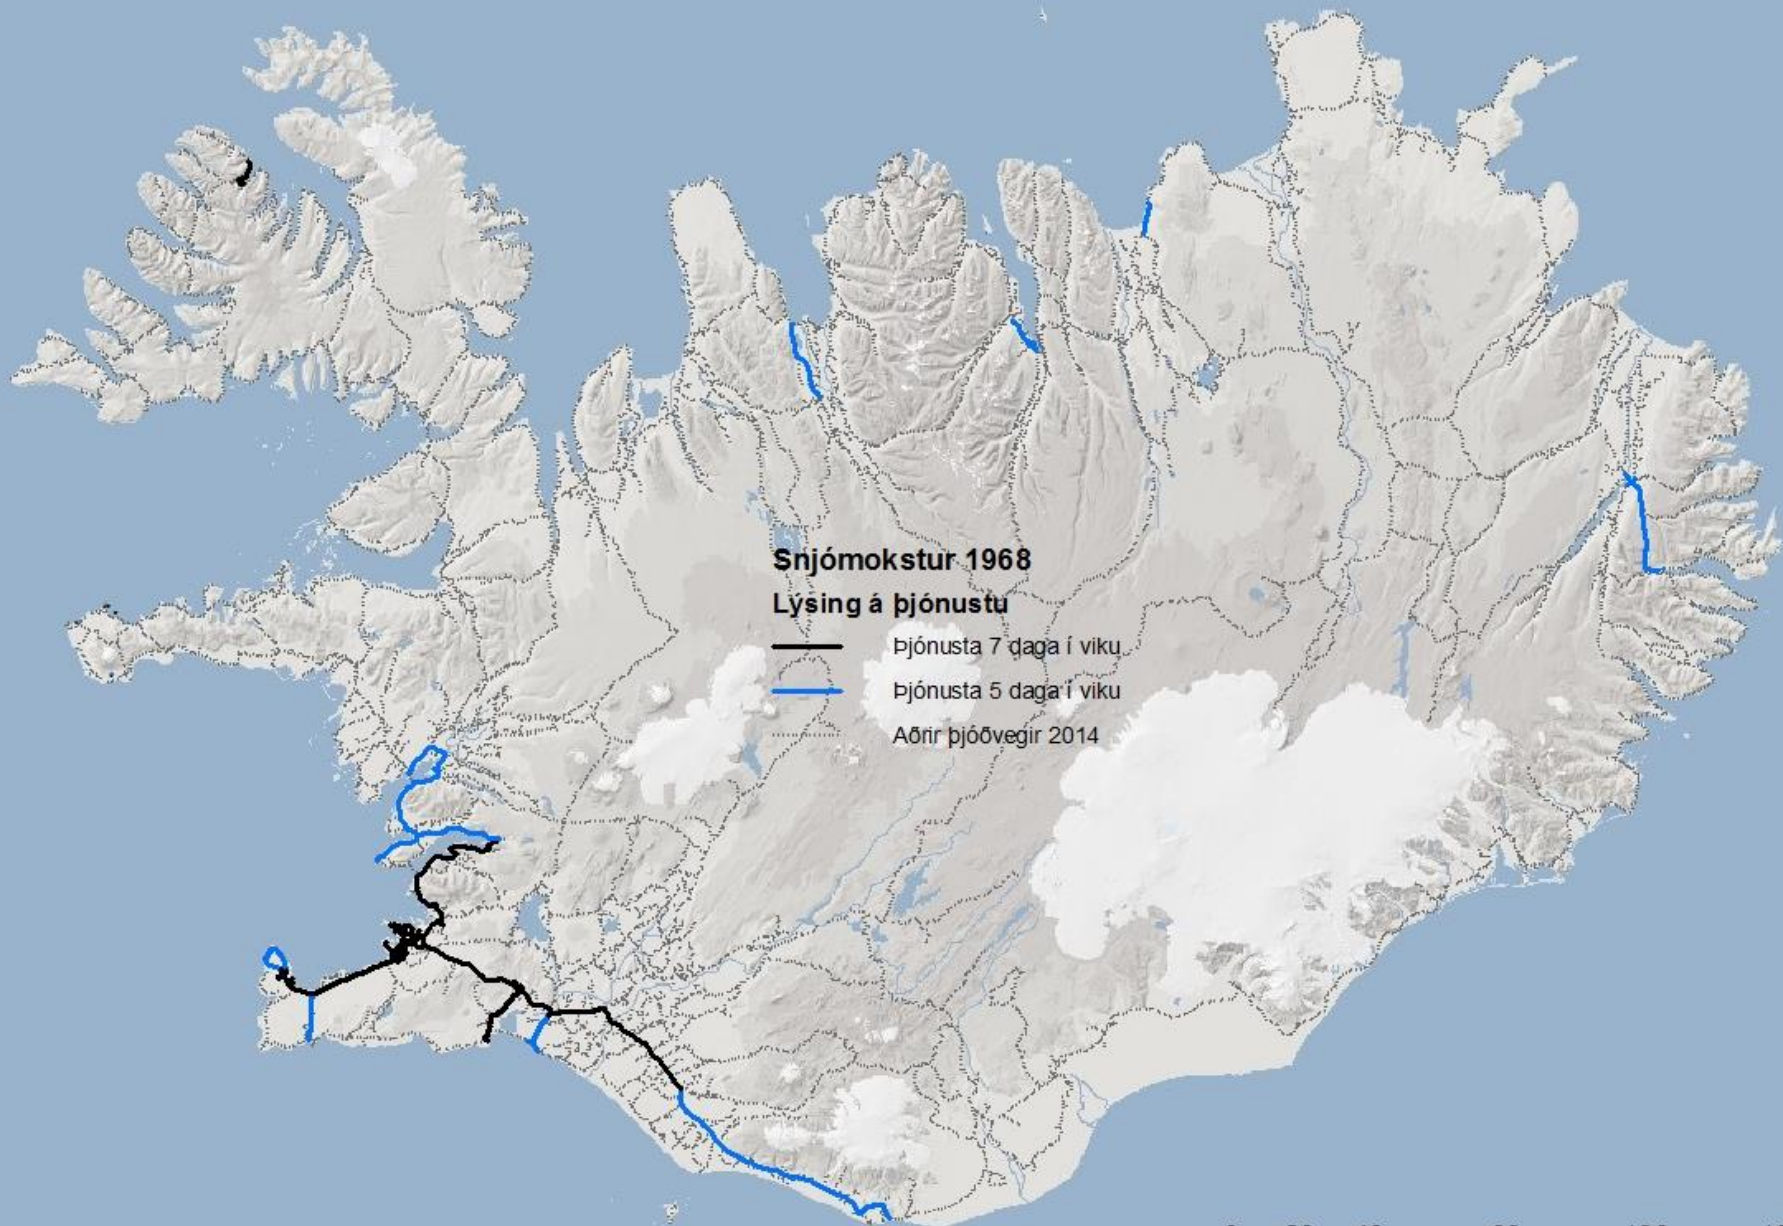 Snjómokstur 1968
Lýsing á þjónustu
Þjónusta 7 daga í viku
Þjónusta 5 daga í viku
Aðrir þjóðvegir 2014